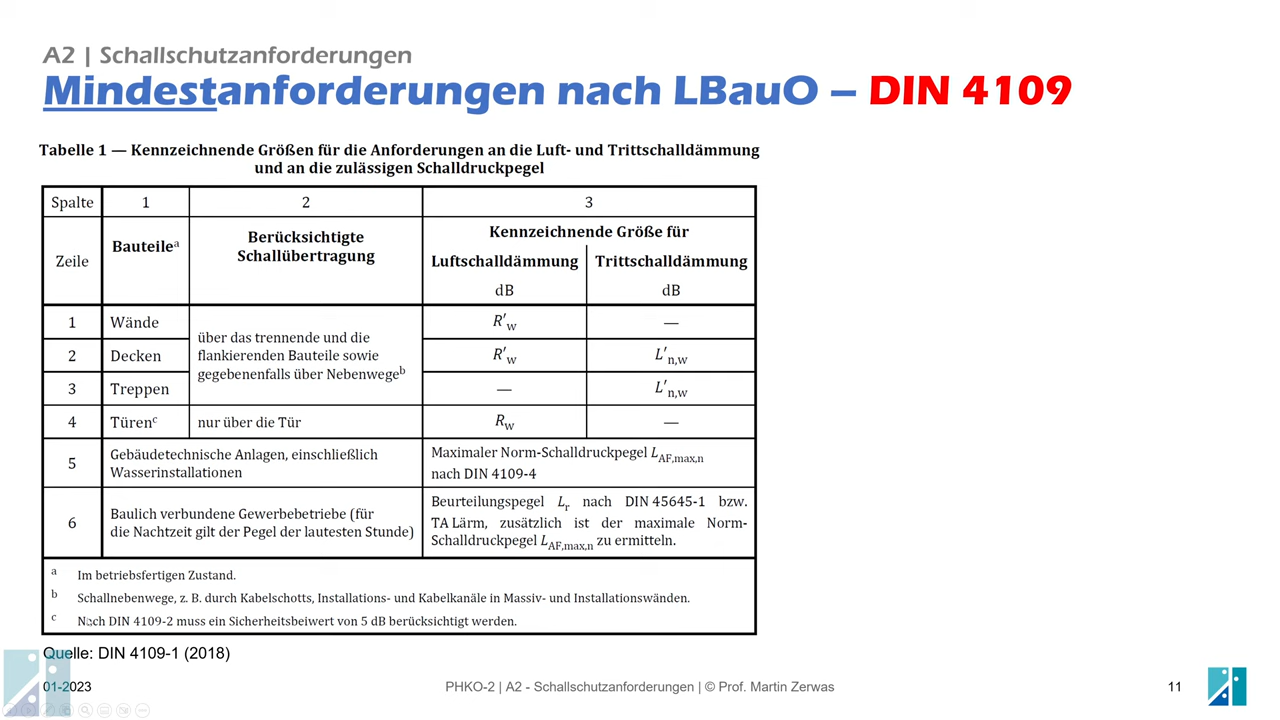 A2 | Schallschutzanforderungen
Mindestanforderungen nach LBauO – DIN 4109
Tabelle 1 — Kennzeichnende Größen für die Anforderungen an die Luft- und Trittschalldämmung
und an die zulässigen Schalldruckpegel
Spalte 1 2 3
Zeile Bauteileᵃ Berücksichtigte Schallübertragung Kennzeichnende Größe für
Luftschalldämmung Trittschalldämmung
dB dB
1 Wände über das trennende und die flankierenden Bauteile sowie gegebenenfalls über Nebenwegeᵇ R′w —
2 Decken R′w L′n,w
3 Treppen — L′n,w
4 Türenᶜ nur über die Tür Rw —
5 Gebäudetechnische Anlagen, einschließlich
Wasserinstallationen
Maximaler Norm-Schalldruckpegel LAF,max,n
nach DIN 4109-4
6 Baulich verbundene Gewerbebetriebe (für
die Nachtzeit gilt der Pegel der lautesten Stunde)
Beurteilungspegel Lr nach DIN 45645-1 bzw.
TA Lärm, zusätzlich ist der maximale Norm-
Schalldruckpegel LAF,max,n zu ermitteln.
a Im betriebsfertigen Zustand.
b Schallnebenwege, z. B. durch Kabelschotts, Installations- und Kabelkanäle in Massiv- und Installationswänden.
c Nach DIN 4109-2 muss ein Sicherheitsbeiwert von 5 dB berücksichtigt werden.
Quelle: DIN 4109-1 (2018)
01-2023
PHKO-2 | A2 - Schallschutzanforderungen | © Prof. Martin Zerwas
11